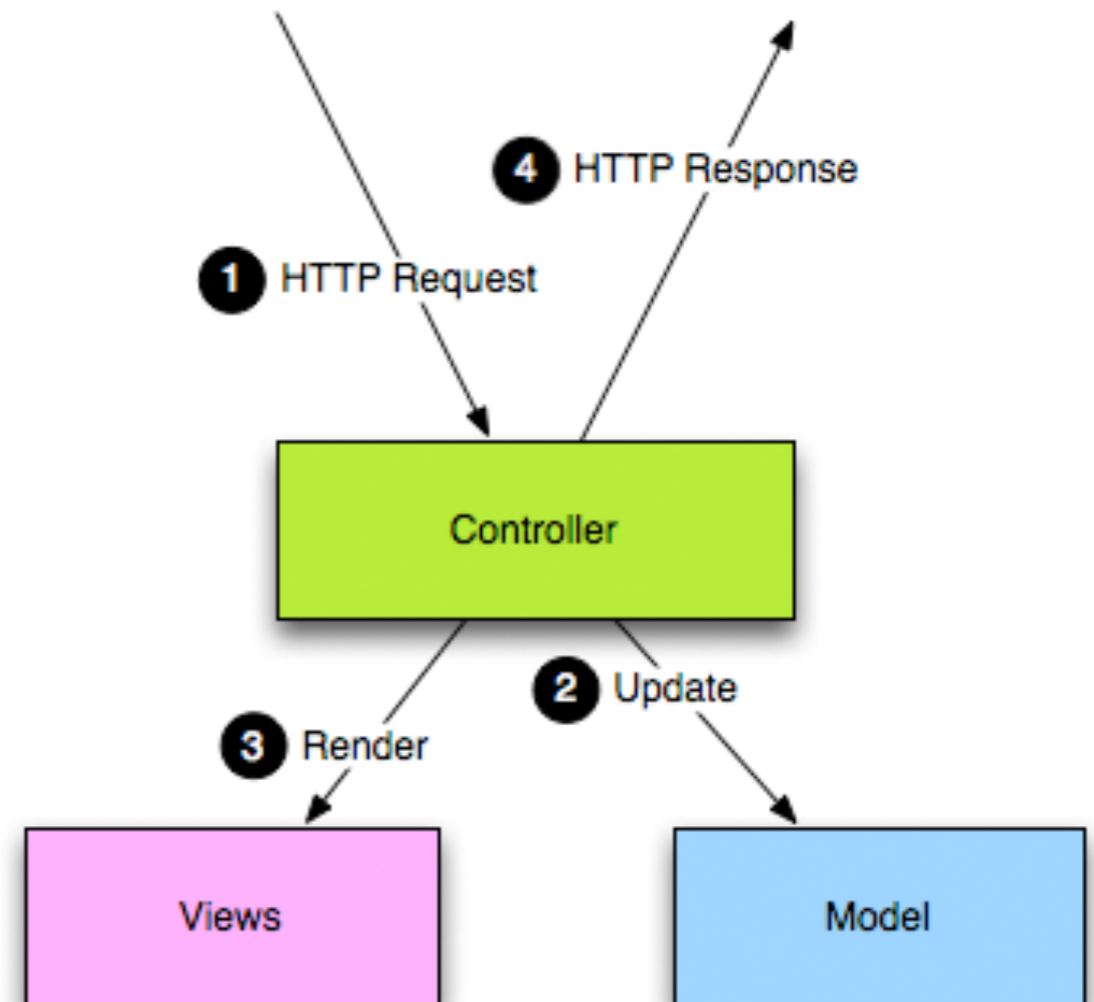 4 HTTP Response
1 HTTP Request
Controller
2 Update
3 Render
Views
Model